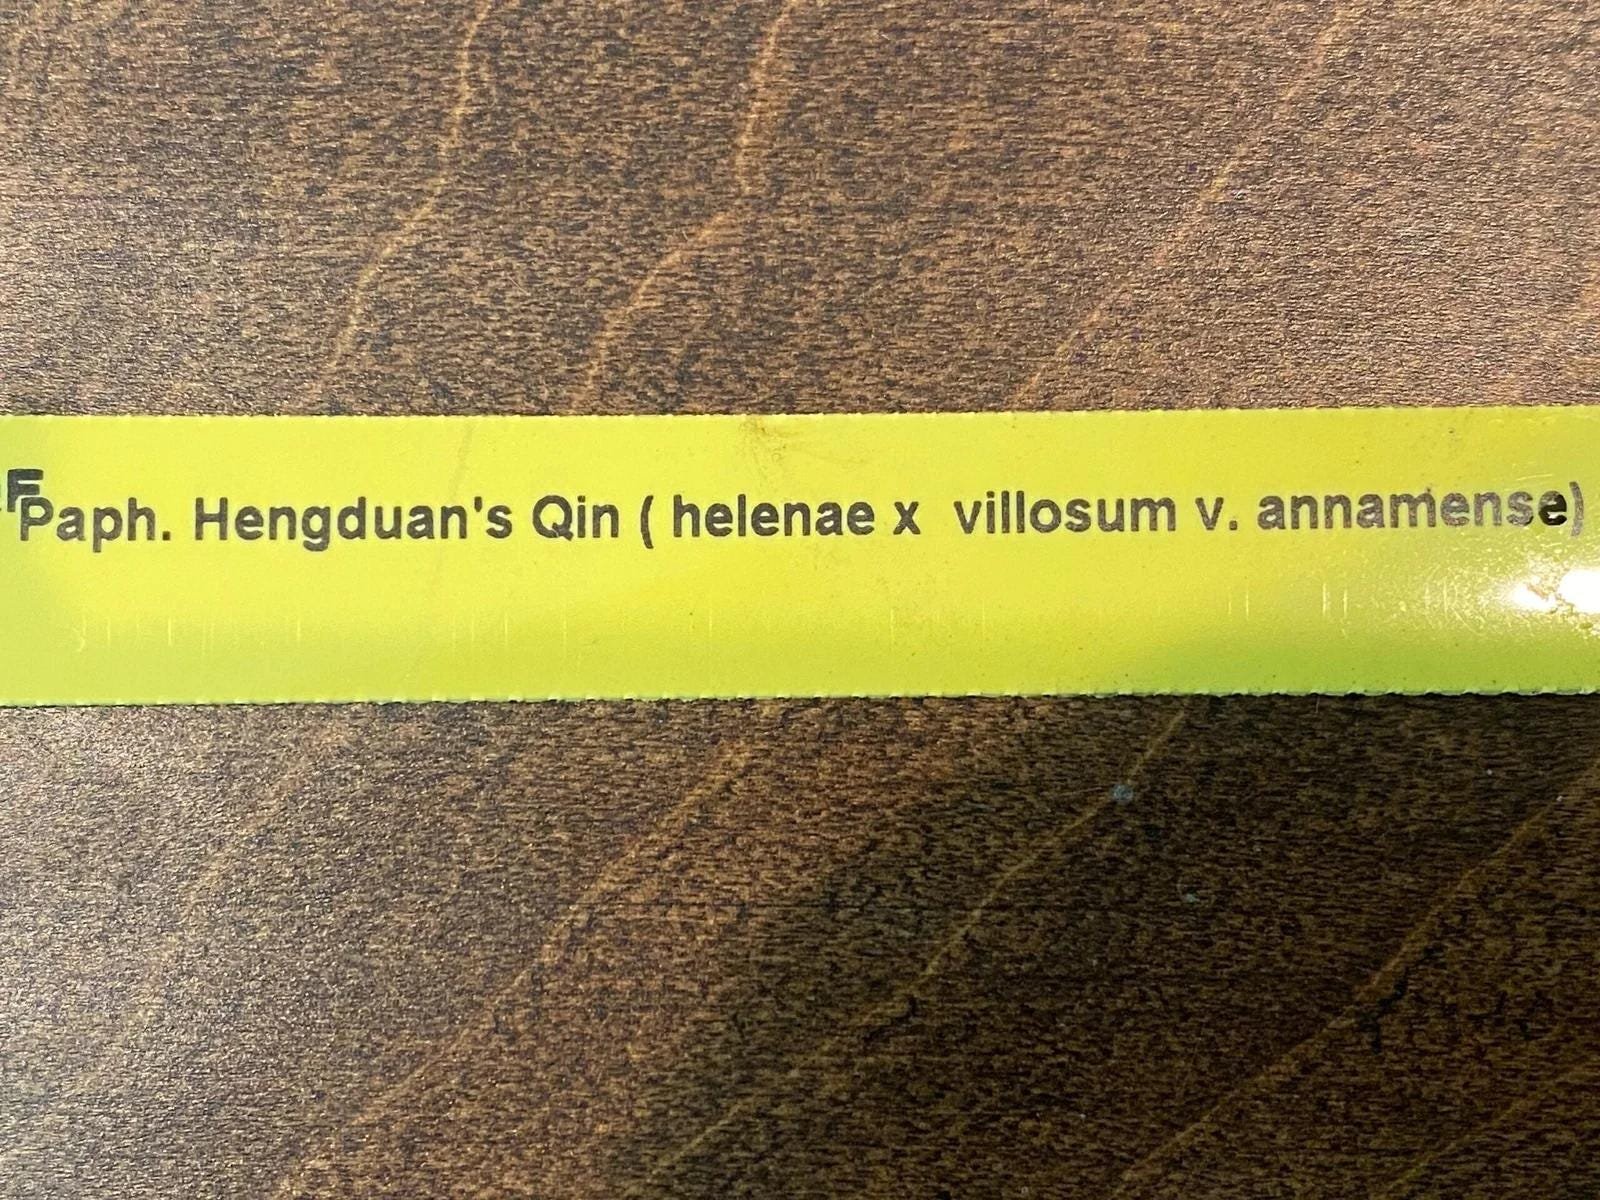 Paph. Hengduan's Qin ( helenae x villosum v. annamense)